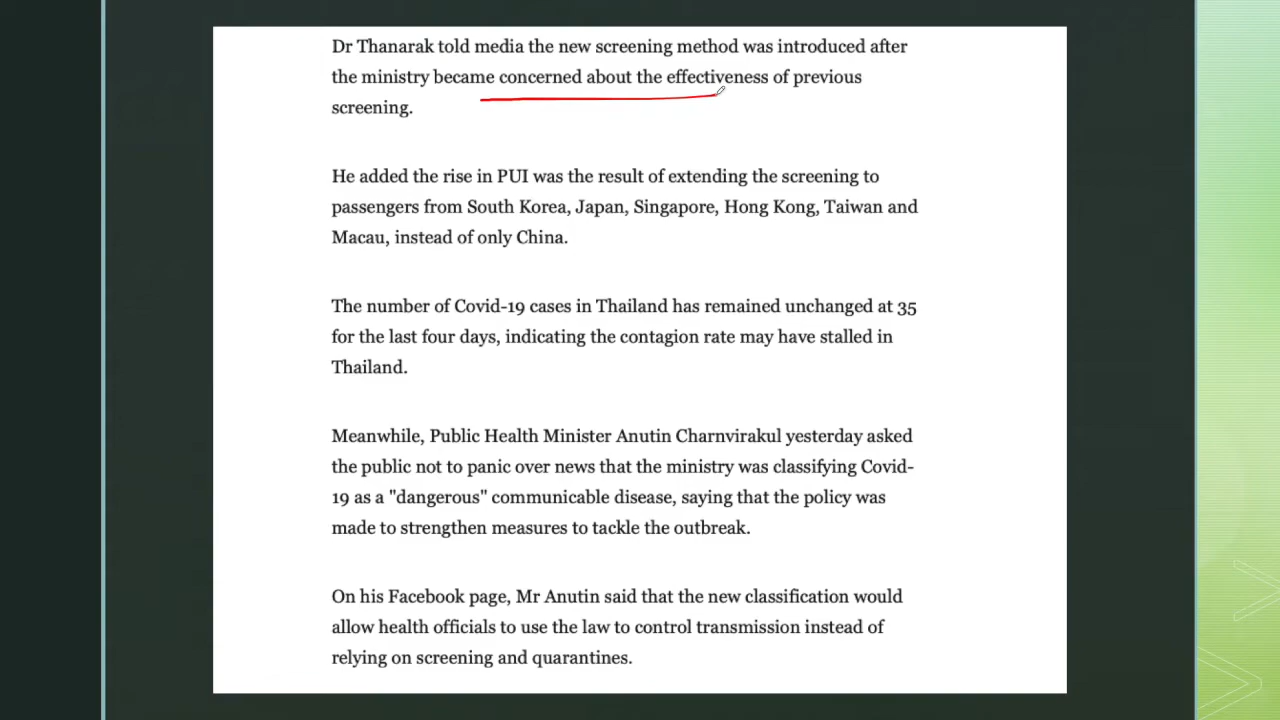 Dr Thanarak told media the new screening method was introduced after
the ministry became concerned about the effectiveness of previous
screening.
He added the rise in PUI was the result of extending the screening to
passengers from South Korea, Japan, Singapore, Hong Kong, Taiwan and
Macau, instead of only China.
The number of Covid-19 cases in Thailand has remained unchanged at 35
for the last four days, indicating the contagion rate may have stalled in
Thailand.
Meanwhile, Public Health Minister Anutin Charnvirakul yesterday asked
the public not to panic over news that the ministry was classifying Covid-
19 as a "dangerous" communicable disease, saying that the policy was
made to strengthen measures to tackle the outbreak.
On his Facebook page, Mr Anutin said that the new classification would
allow health officials to use the law to control transmission instead of
relying on screening and quarantines.